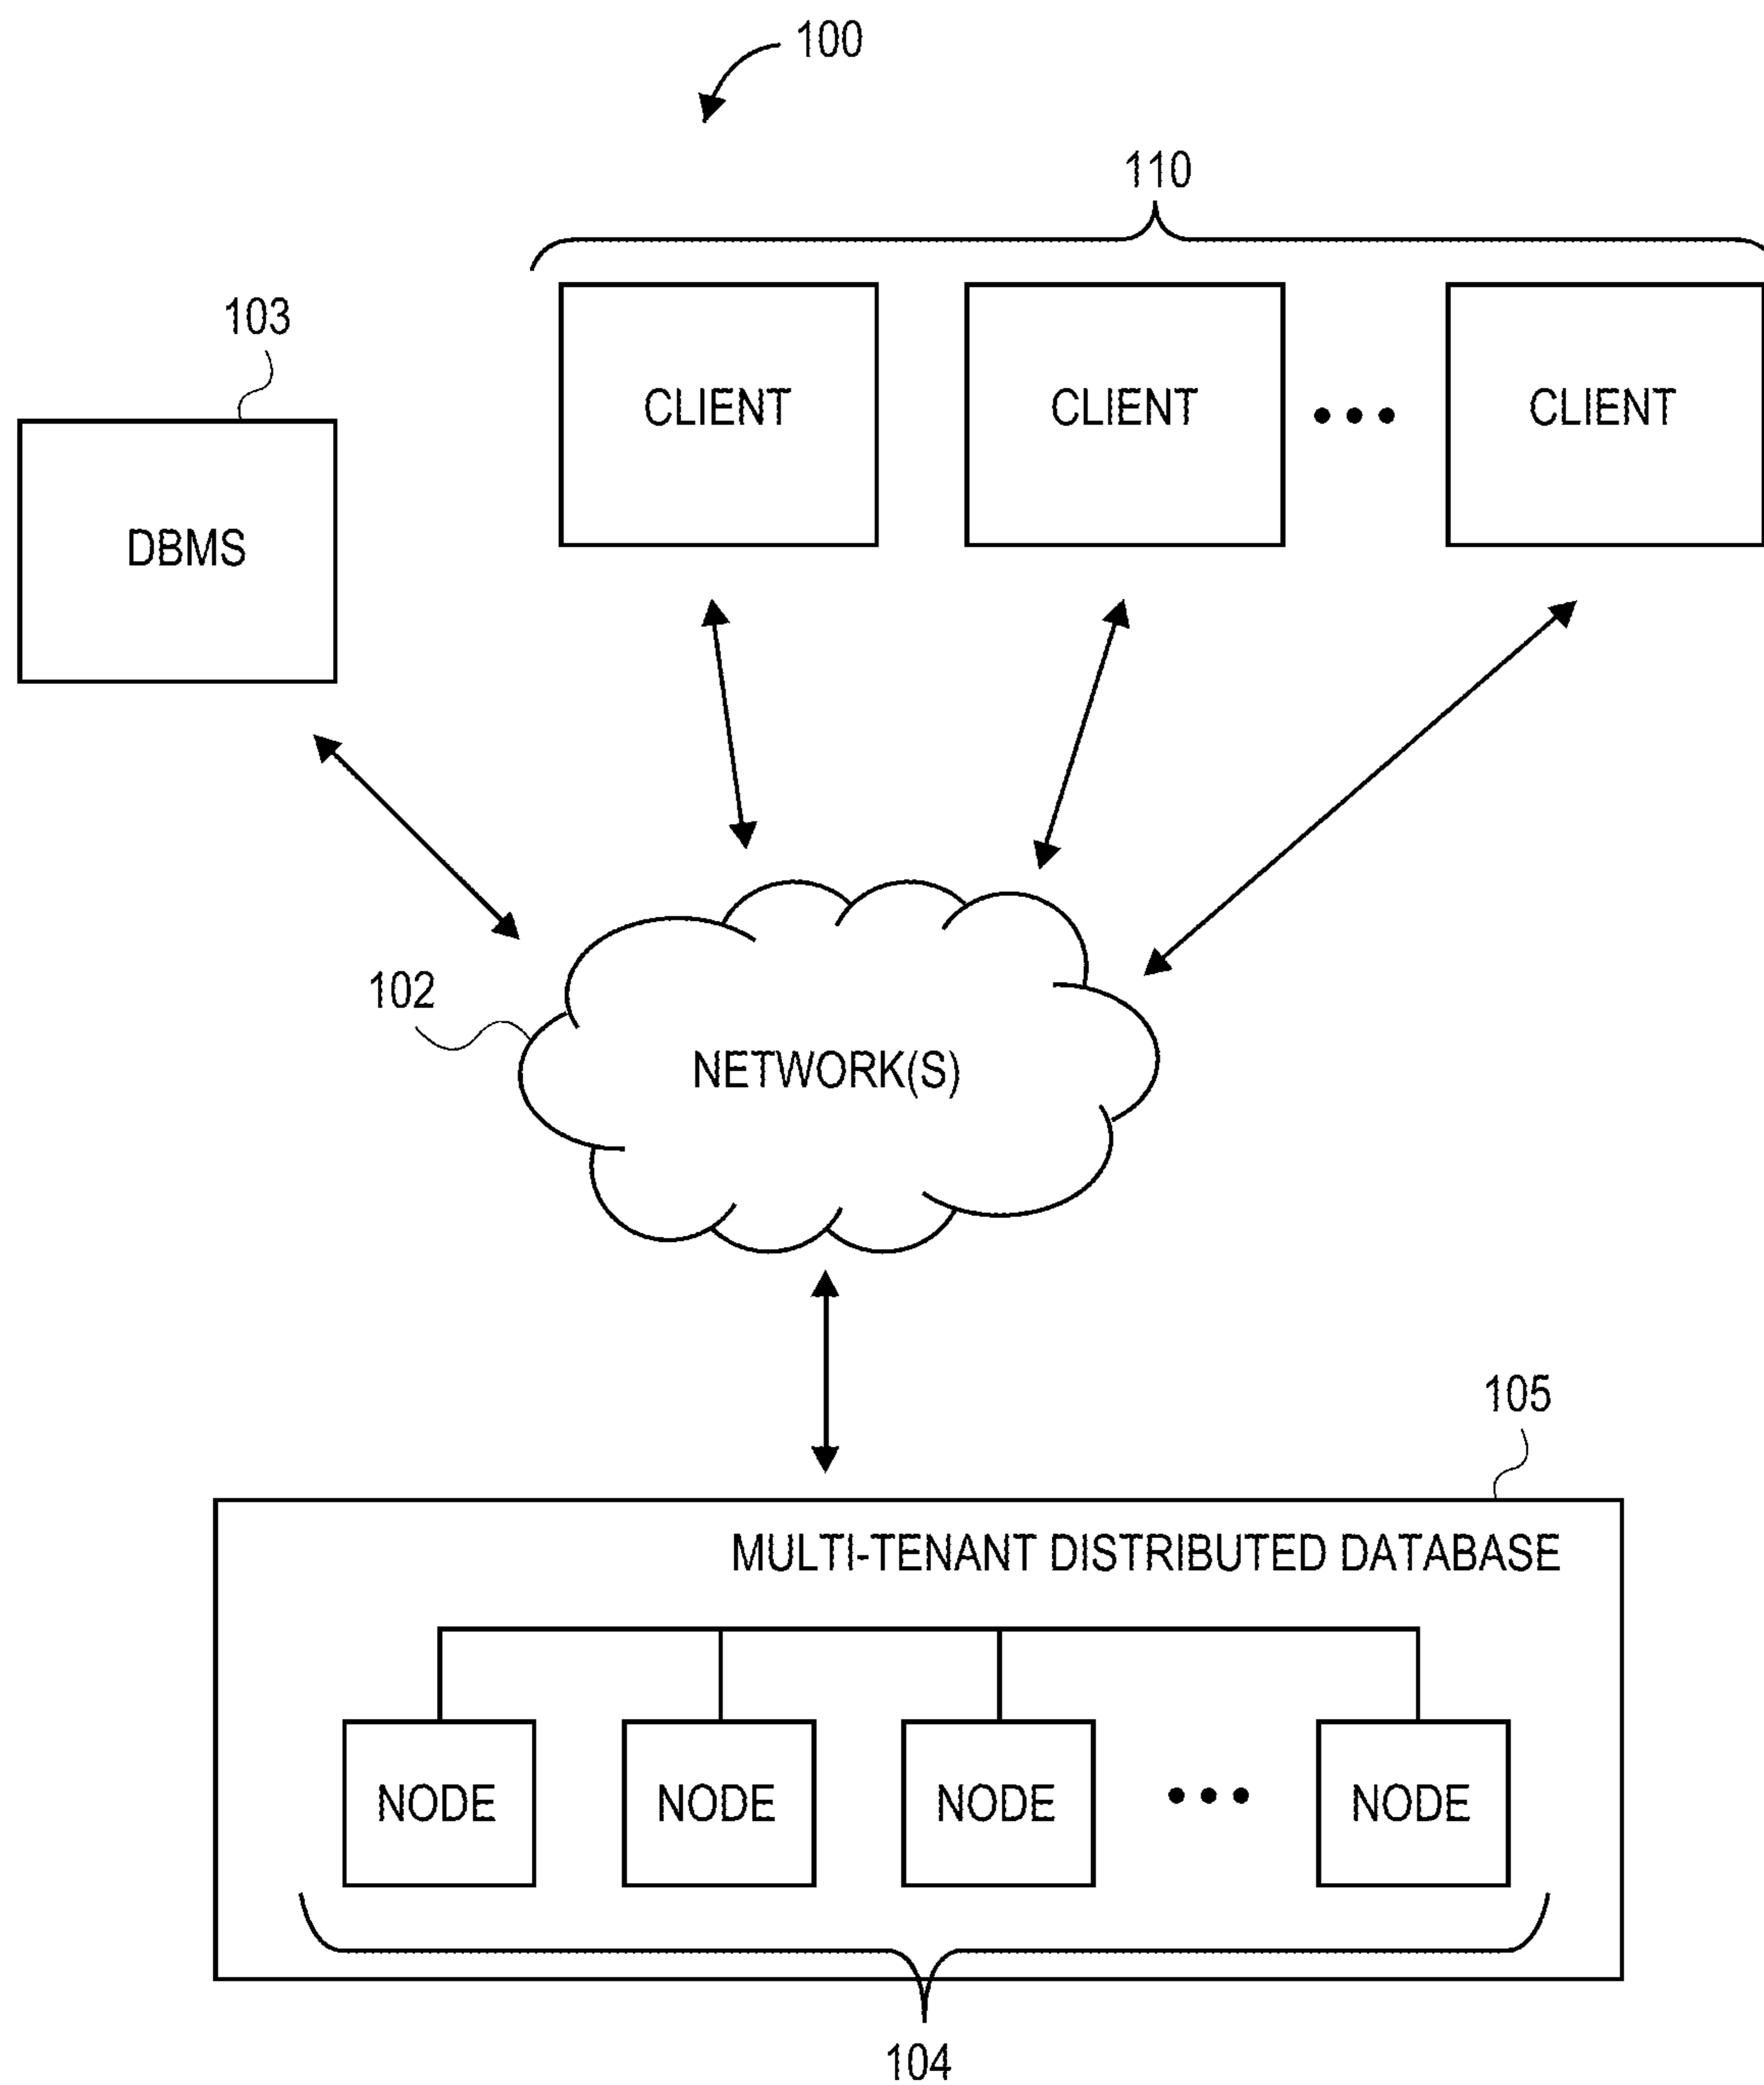 100
110
103
CLIENT
CLIENT
CLIENT
DBMS
102
NETWORK(S)
105
MULTI-TENANT DISTRIBUTED DATABASE
NODE
NODE
NODE
NODE
104